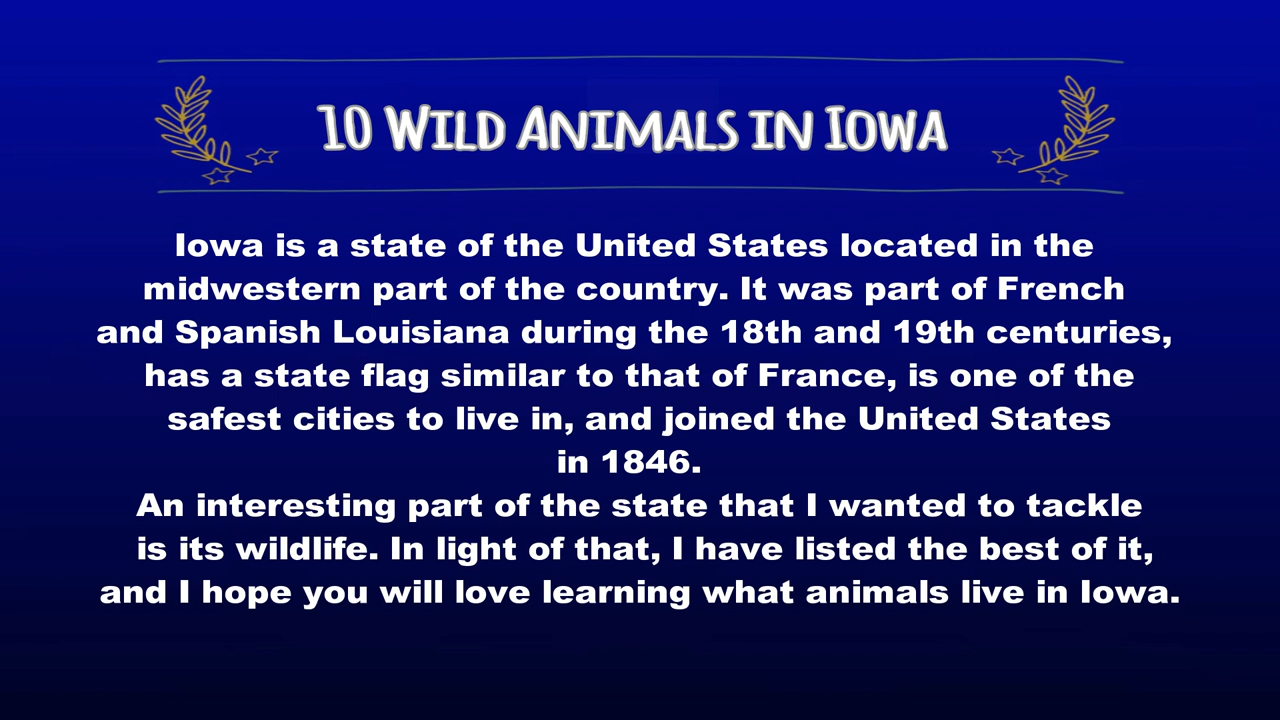 10 Wild Animals in Iowa
Iowa is a state of the United States located in the
midwestern part of the country. It was part of French
and Spanish Louisiana during the 18th and 19th centuries,
has a state flag similar to that of France, is one of the
safest cities to live in, and joined the United States
in 1846.
An interesting part of the state that I wanted to tackle
is its wildlife. In light of that, I have listed the best of it,
and I hope you will love learning what animals live in Iowa.